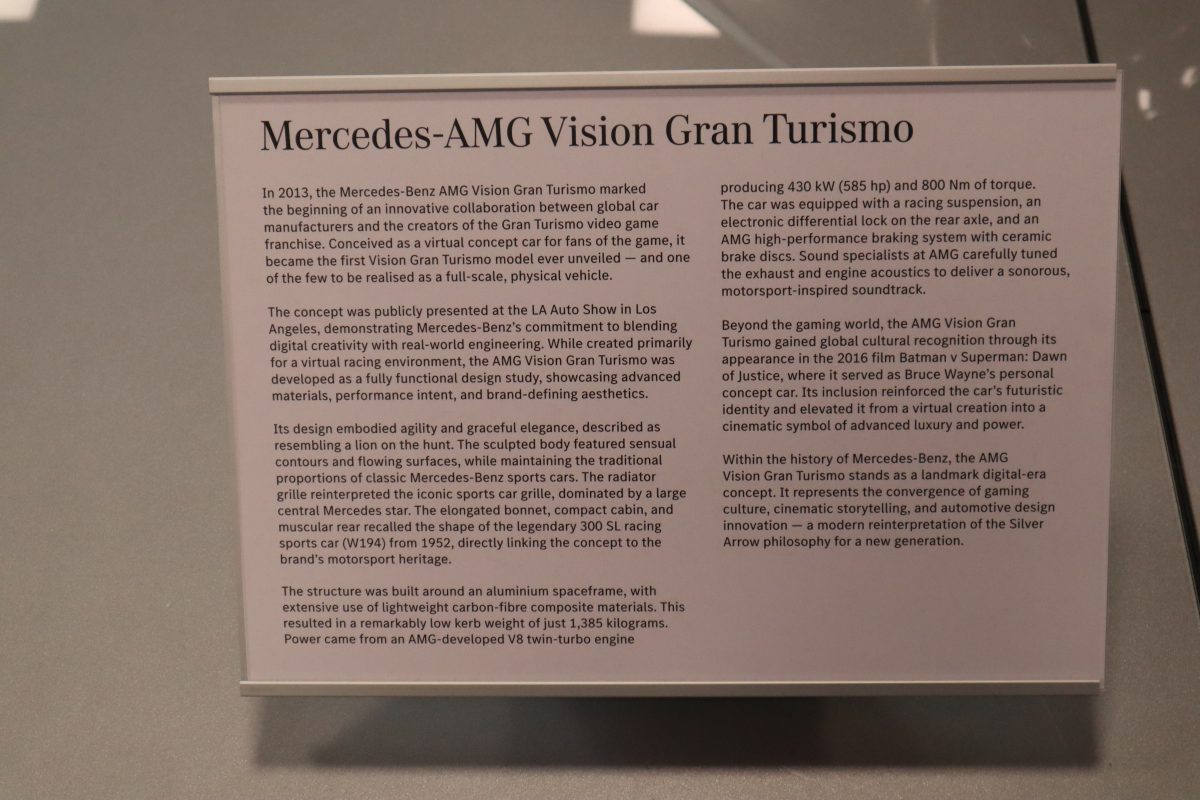 Mercedes-AMG Vision Gran Turismo
In 2013, the Mercedes-Benz AMG Vision Gran Turismo marked
the beginning of an innovative collaboration between global car
manufacturers and the creators of the Gran Turismo video game
franchise. Conceived as a virtual concept car for fans of the game, it
became the first Vision Gran Turismo model ever unveiled — and one
of the few to be realised as a full-scale, physical vehicle.
The concept was publicly presented at the LA Auto Show in Los
Angeles, demonstrating Mercedes-Benz's commitment to blending
digital creativity with real-world engineering. While created primarily
for a virtual racing environment, the AMG Vision Gran Turismo was
developed as a fully functional design study, showcasing advanced
materials, performance intent, and brand-defining aesthetics.
Its design embodied agility and graceful elegance, described as
resembling a lion on the hunt. The sculpted body featured sensual
contours and flowing surfaces, while maintaining the traditional
proportions of classic Mercedes-Benz sports cars. The radiator
grille reinterpreted the iconic sports car grille, dominated by a large
central Mercedes star. The elongated bonnet, compact cabin, and
muscular rear recalled the shape of the legendary 300 SL racing
sports car (W194) from 1952, directly linking the concept to the
brand's motorsport heritage.
The structure was built around an aluminium spaceframe, with
extensive use of lightweight carbon-fibre composite materials. This
resulted in a remarkably low kerb weight of just 1,385 kilograms.
Power came from an AMG-developed V8 twin-turbo engine
producing 430 kW (585 hp) and 800 Nm of torque.
The car was equipped with a racing suspension, an
electronic differential lock on the rear axle, and an
AMG high-performance braking system with ceramic
brake discs. Sound specialists at AMG carefully tuned
the exhaust and engine acoustics to deliver a sonorous,
motorsport-inspired soundtrack.
Beyond the gaming world, the AMG Vision Gran
Turismo gained global cultural recognition through its
appearance in the 2016 film Batman v Superman: Dawn
of Justice, where it served as Bruce Wayne's personal
concept car. Its inclusion reinforced the car's futuristic
identity and elevated it from a virtual creation into a
cinematic symbol of advanced luxury and power.
Within the history of Mercedes-Benz, the AMG
Vision Gran Turismo stands as a landmark digital-era
concept. It represents the convergence of gaming
culture, cinematic storytelling, and automotive design
innovation — a modern reinterpretation of the Silver
Arrow philosophy for a new generation.